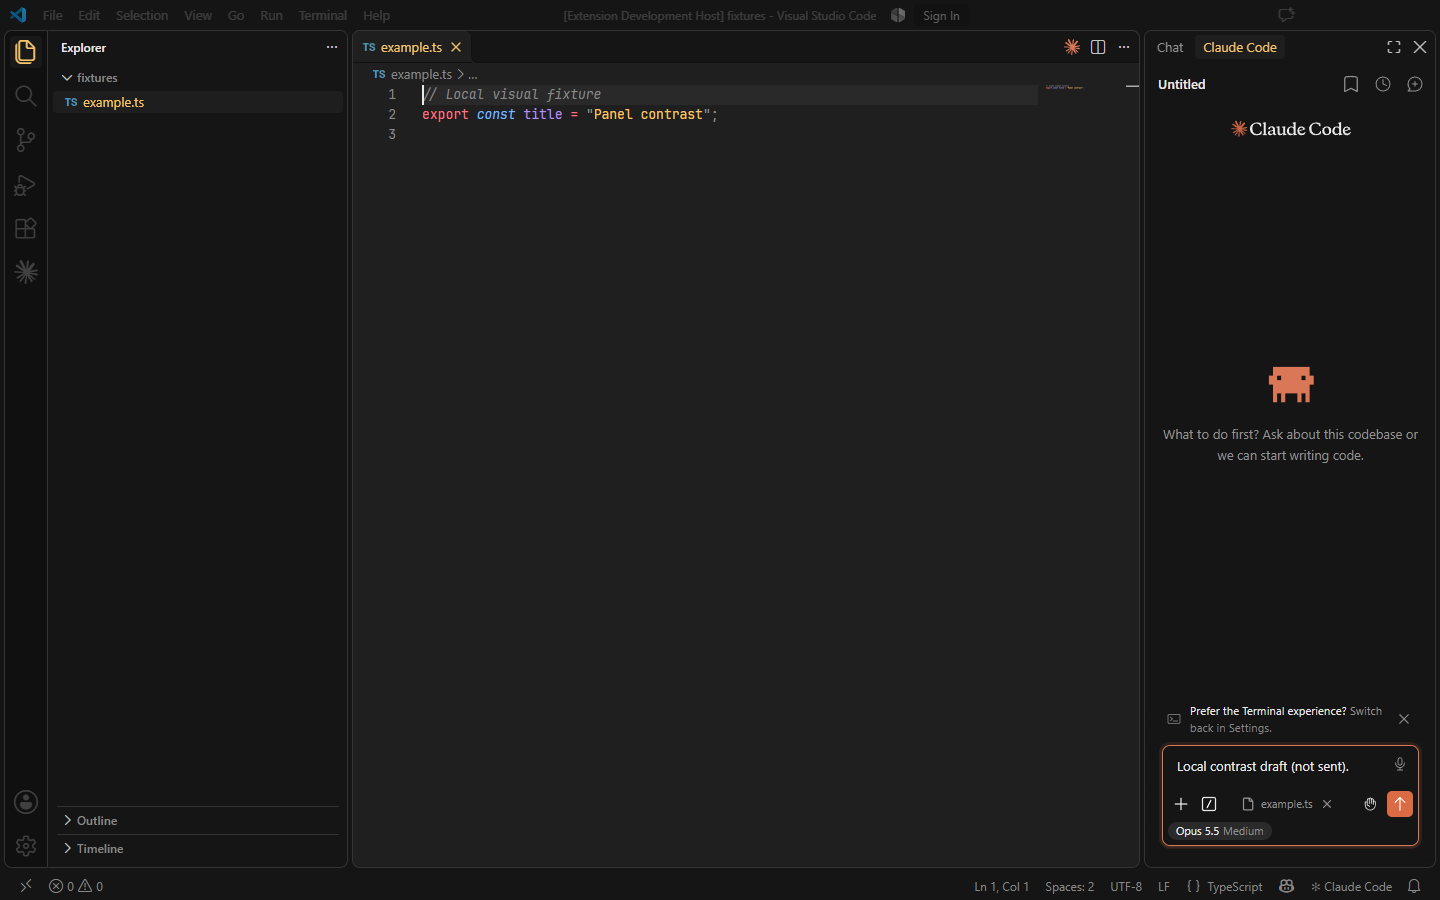 File Edit Selection View Go Run Terminal Help
[Extension Development Host] fixtures - Visual Studio Code
Sign In
Explorer
fixtures
TS example.ts
Outline
Timeline
TS example.ts
TS example.ts > ...
1 // Local visual fixture
2 export const title = "Panel contrast";
3
Chat Claude Code
Untitled
Claude Code
What to do first? Ask about this codebase or
we can start writing code.
Prefer the Terminal experience? Switch
back in Settings.
Local contrast draft (not sent).
example.ts
Opus 5.5 Medium
0 0
Ln 1, Col 1 Spaces: 2 UTF-8 LF { } TypeScript Claude Code